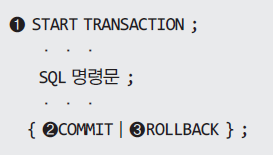 ❶ START TRANSACTION ;
. . .
SQL 명령문 ;
. . .
{ ❷COMMIT | ❸ROLLBACK } ;